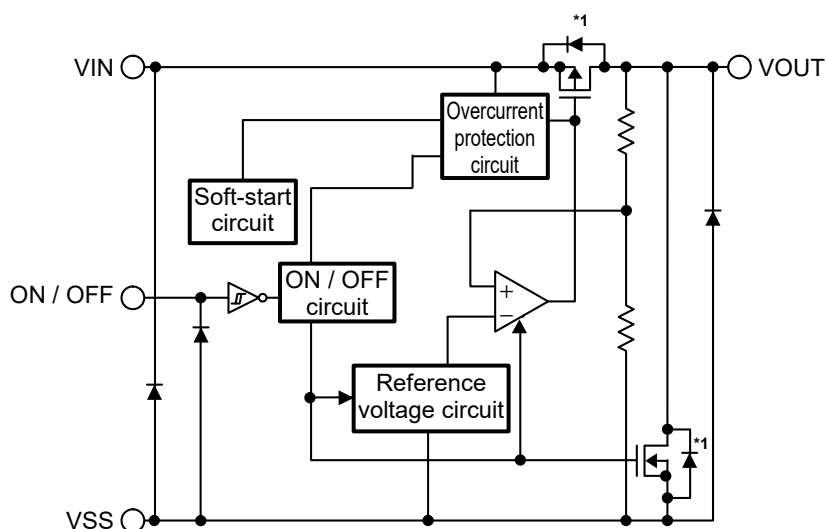 *1
VIN
VOUT
Overcurrent
protection
circuit
Soft-start
circuit
ON / OFF
ON / OFF
circuit
+
−
Reference
voltage circuit
*1
VSS